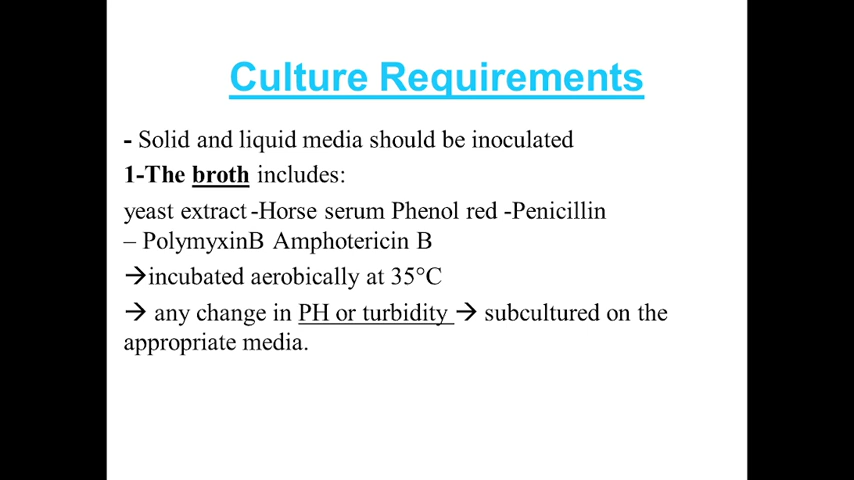 Culture Requirements
- Solid and liquid media should be inoculated
1-The broth includes:
yeast extract -Horse serum Phenol red -Penicillin
– PolymyxinB Amphotericin B
→incubated aerobically at 35°C
→ any change in PH or turbidity → subcultured on the
appropriate media.